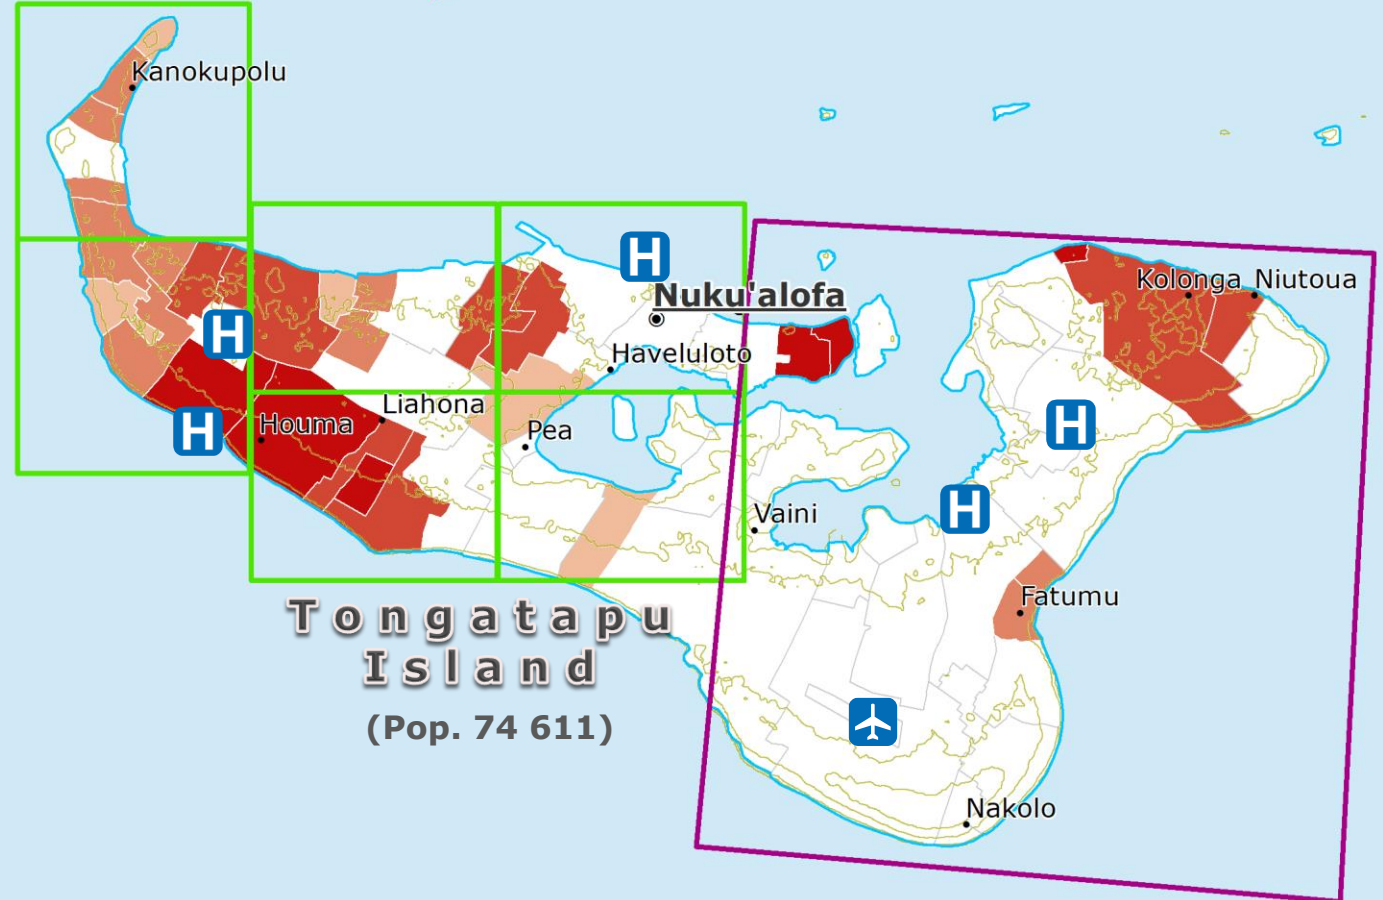 Kanokupolu
H
Nuku'alofa
Kolonga
Niutoua
H
Haveluloto
Liahona
Houma
H
Pea
H
Vaini
H
Fatumu
Tongatapu
Island
(Pop. 74 611)
Nakolo